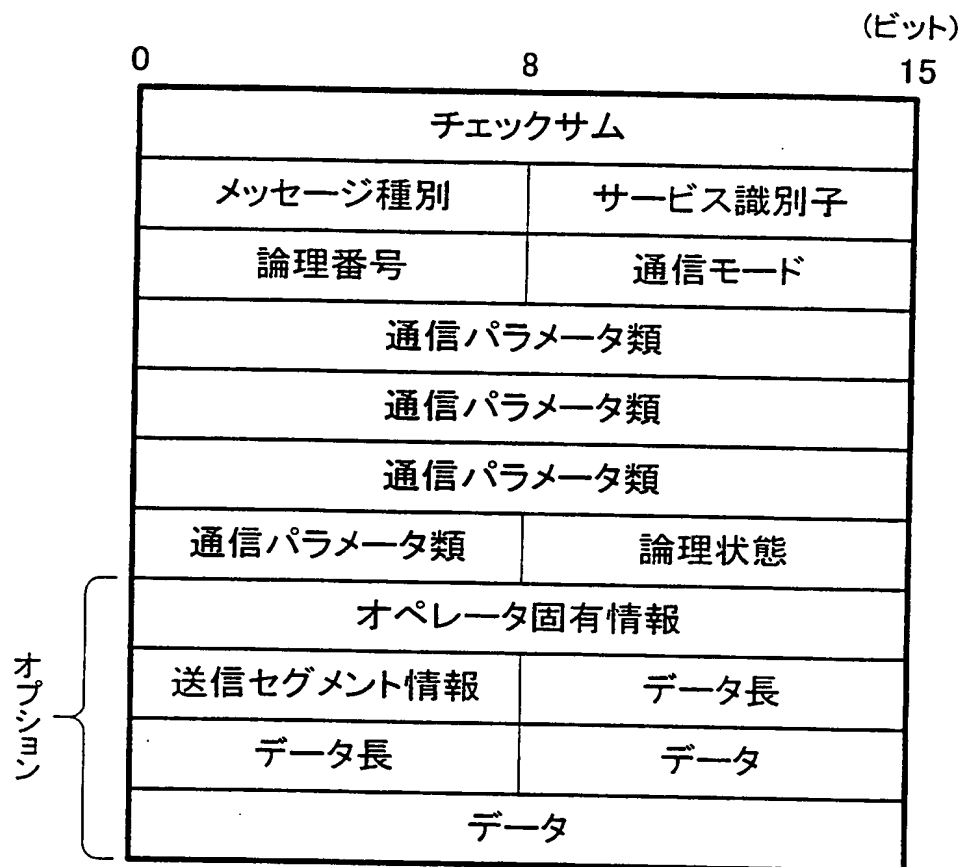 （ビット）
0 8 15
チェックサム
メッセージ種別 サービス識別子
論理番号 通信モード
通信パラメータ類
通信パラメータ類
通信パラメータ類
通信パラメータ類 論理状態
オペレータ固有情報
送信セグメント情報 データ長
データ長 データ
データ
オプション